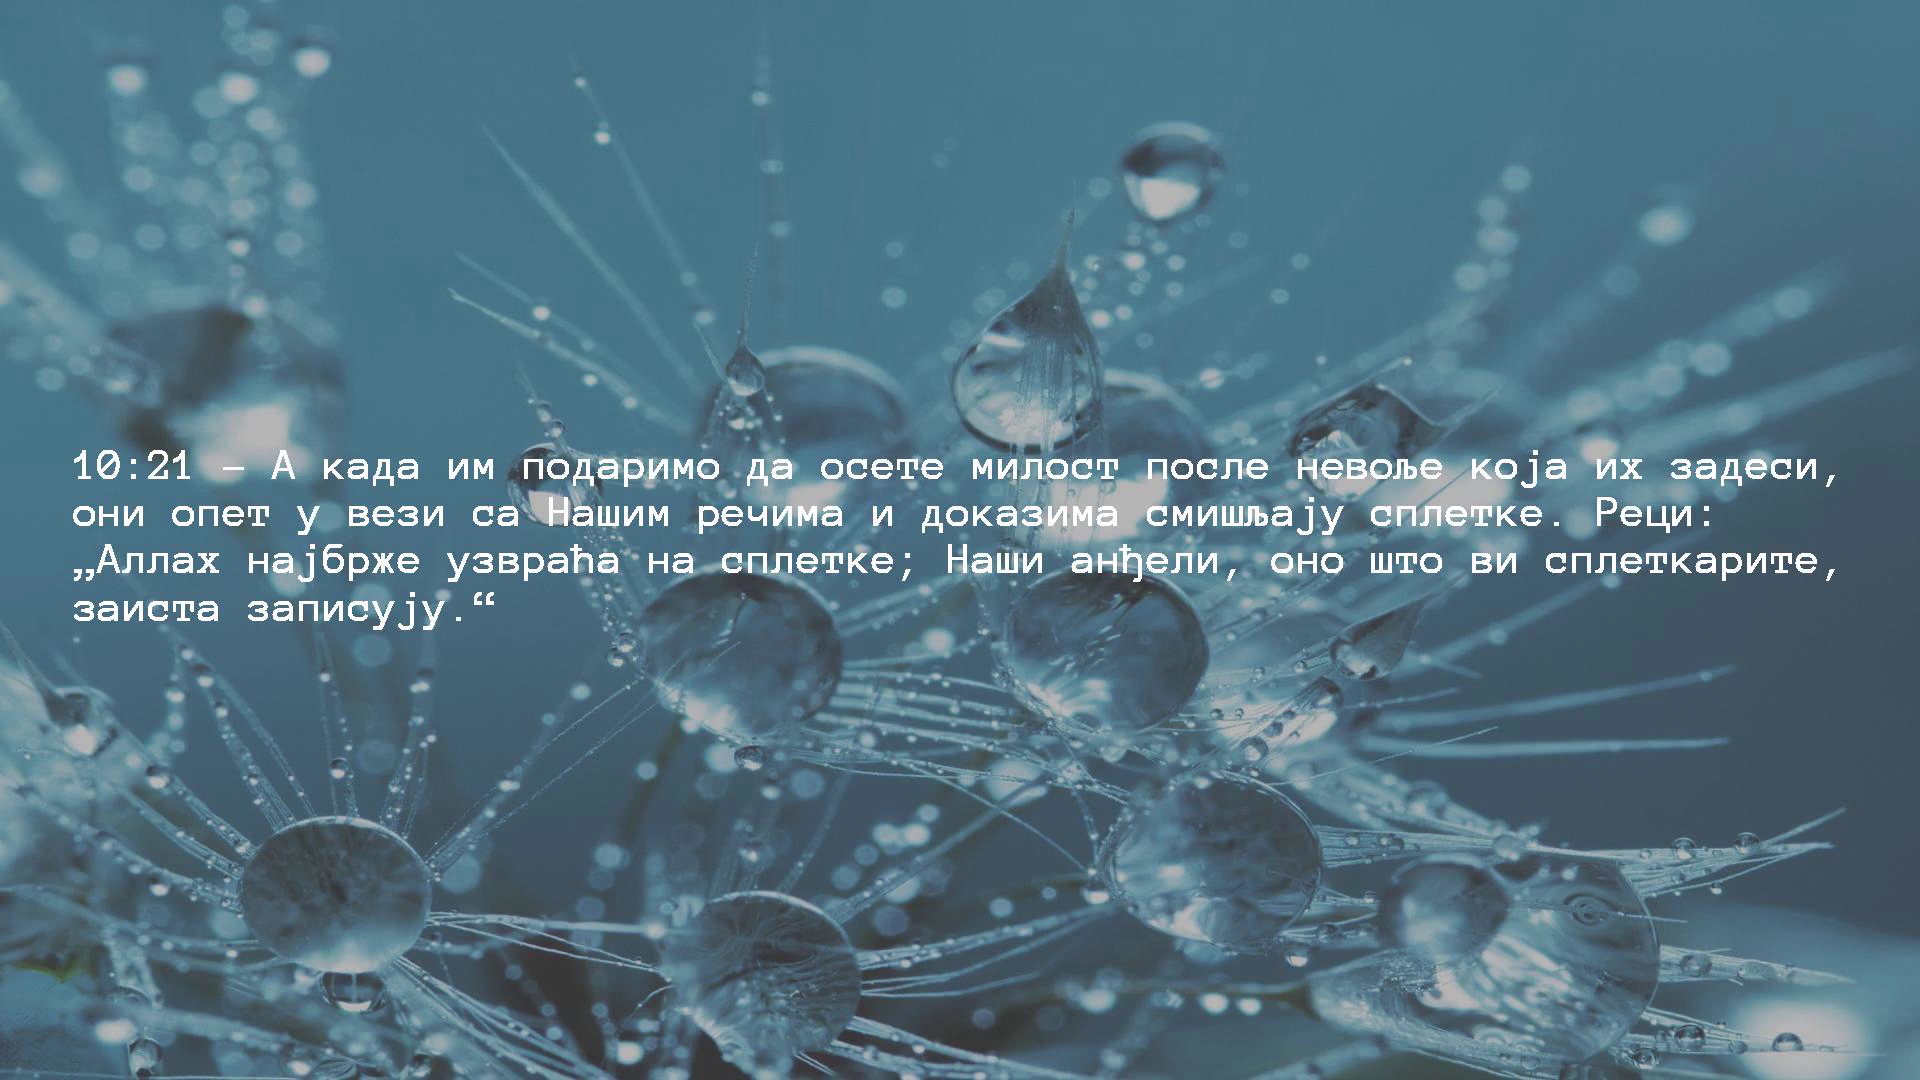 10:21 – А када им подаримо да осете милост после невоље која их задеси,
они опет у вези са Нашим речима и доказима смишљају сплетке. Реци:
„Аллах најбрже узвраћа на сплетке; Наши анђели, оно што ви сплеткарите,
заиста записују.“